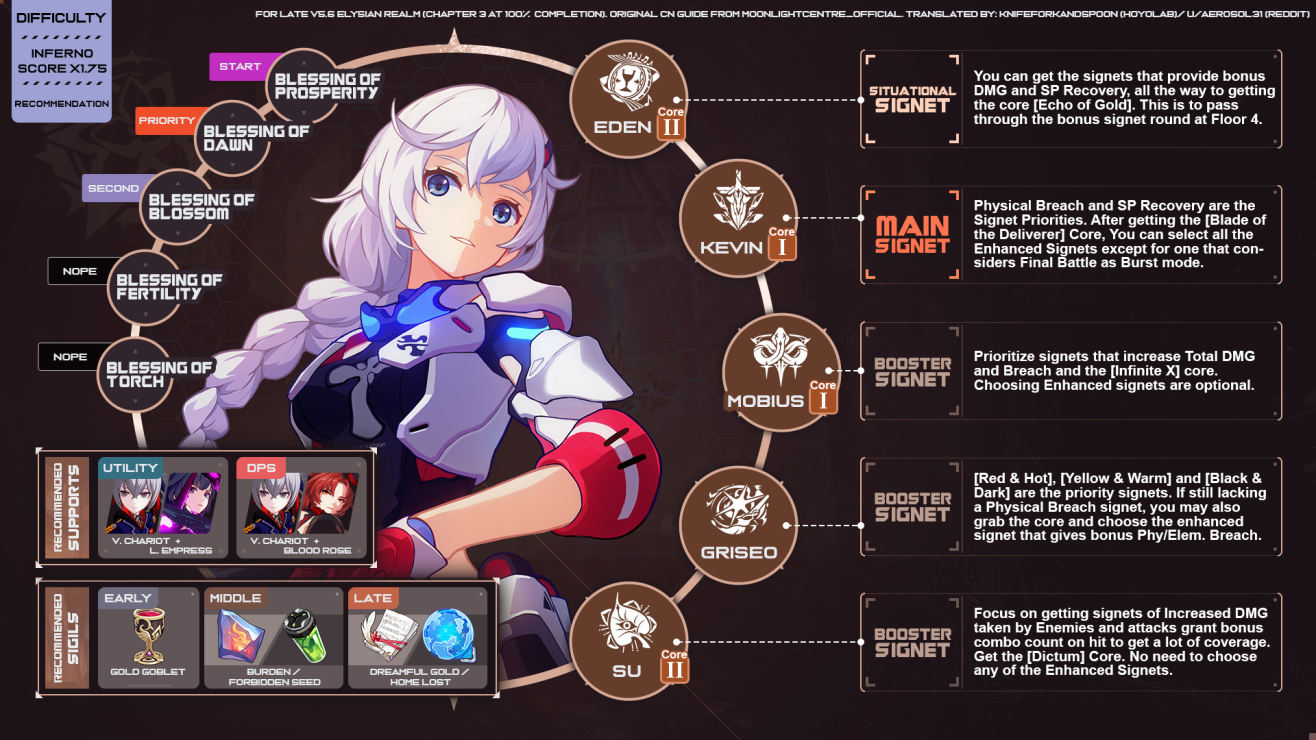 FOR LATE V5.6 ELYSIAN REALM (CHAPTER 3 AT 100% COMPLETION). ORIGINAL CN GUIDE FROM MOONLIGHTCENTRE_OFFICIAL. TRANSLATED BY: KNIFEFORKANDSPOON (HOYOLAB)/ U/AEROSOL31 (REDDIT)
DIFFICULTY
INFERNO
SCORE X1.75
RECOMMENDATION
START
BLESSING OF
PROSPERITY
PRIORITY
BLESSING OF
DAWN
SECOND
BLESSING OF
BLOSSOM
NOPE
BLESSING OF
FERTILITY
NOPE
BLESSING OF
TORCH
RECOMMENDED
SUPPORTS
UTILITY
V. CHARIOT +
L. EMPRESS
DPS
V. CHARIOT +
BLOOD ROSE
RECOMMENDED
SIGILS
EARLY
GOLD GOBLET
MIDDLE
BURDEN /
FORBIDDEN SEED
LATE
DREAMFUL GOLD /
HOME LOST
EDEN
Core
II
SITUATIONAL
SIGNET
You can get the signets that provide bonus
DMG and SP Recovery, all the way to getting
the core [Echo of Gold]. This is to pass
through the bonus signet round at Floor 4.
KEVIN
Core
I
MAIN
SIGNET
Physical Breach and SP Recovery are the
Signet Priorities. After getting the [Blade of
the Deliverer] Core, You can select all the
Enhanced Signets except for one that con-
siders Final Battle as Burst mode.
MOBIUS
Core
I
BOOSTER
SIGNET
Prioritize signets that increase Total DMG
and Breach and the [Infinite X] core.
Choosing Enhanced signets are optional.
GRISEO
BOOSTER
SIGNET
[Red & Hot], [Yellow & Warm] and [Black &
Dark] are the priority signets. If still lacking
a Physical Breach signet, you may also
grab the core and choose the enhanced
signet that gives bonus Phy/Elem. Breach.
SU
Core
II
BOOSTER
SIGNET
Focus on getting signets of Increased DMG
taken by Enemies and attacks grant bonus
combo count on hit to get a lot of coverage.
Get the [Dictum] Core. No need to choose
any of the Enhanced Signets.